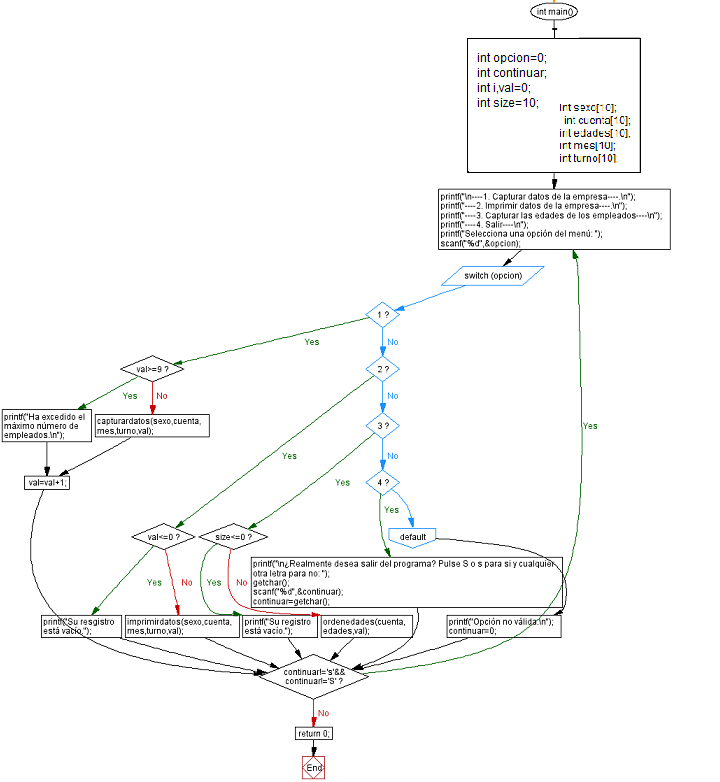 int main()
int opcion=0;
int continuar;
int i,val=0;
int size=10;
int sexo[10];
int cuenta[10];
int edades[10],
int mes[10];
int turno[10]
printf("\n----1. Capturar datos de la empresa----.\n");
printf("----2. Imprimir datos de la empresa----.\n");
printf("----3. Capturar las edades de los empleados----\n");
printf("----4. Salir----\n");
printf("Selecciona una opción del menú: ");
scanf("%d",&opcion);
switch (opcion)
1 ?
Yes
No
val>=9 ?
2 ?
Yes
No
No
printf("Ha excedido el
máximo número de
empleados.\n");
capturardatos(sexo,cuenta,
mes,turno,val);
3 ?
Yes
Yes
No
Yes
val=val+1;
4 ?
Yes
val<=0 ?
size<=0 ?
default
printf("\n¿Realmente desea salir del programa? Pulse S o s para si y cualquier
otra letra para no: ");
getchar();
scanf("%d",&continuar);
continuar=getchar();
Yes
No
Yes
No
printf("Su resgistro
está vacío.");
imprimirdatos(sexo,cuenta,
mes,turno,val);
printf("Su registro
está vacío.");
ordenedades(cuenta,
edades,val);
printf("Opción no válida.\n");
continuar=0;
continuar!='s'&&
continuar!='S' ?
No
return 0;
End